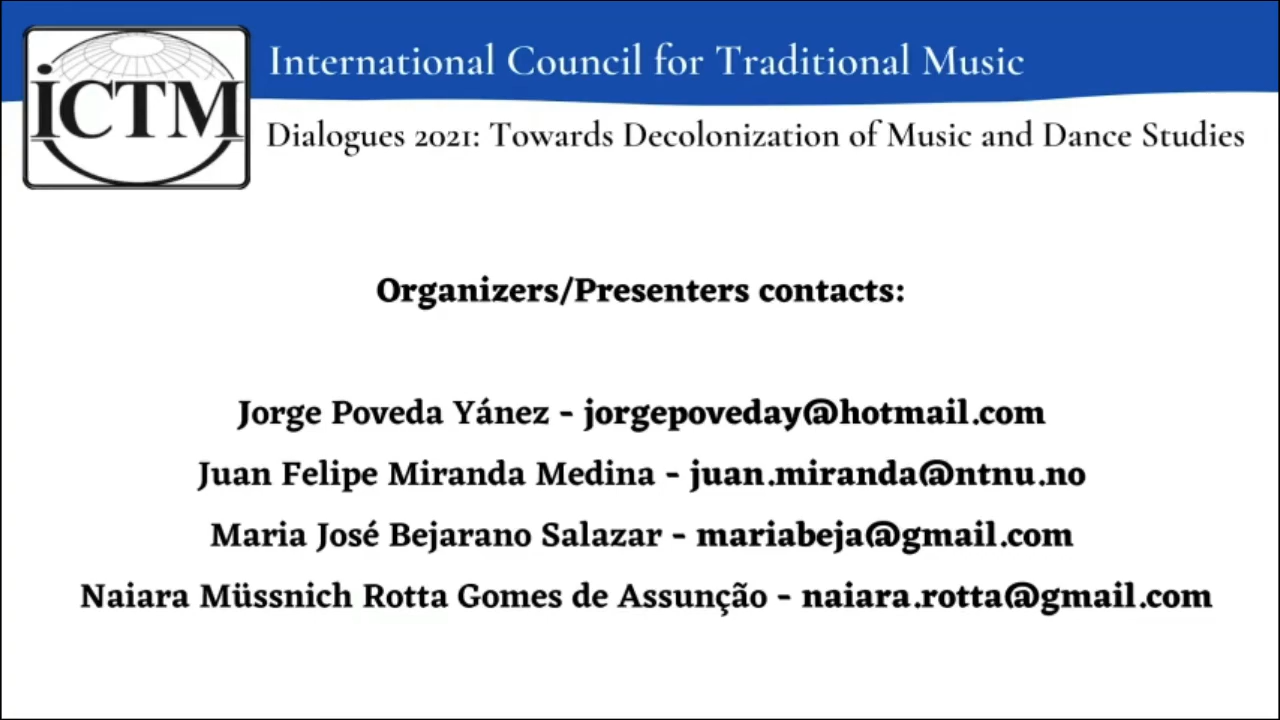 ICTM
International Council for Traditional Music
Dialogues 2021: Towards Decolonization of Music and Dance Studies
Organizers/Presenters contacts:
Jorge Poveda Yánez - jorgepoveday@hotmail.com
Juan Felipe Miranda Medina - juan.miranda@ntnu.no
Maria José Bejarano Salazar - mariabeja@gmail.com
Naiara Müssnich Rotta Gomes de Assunção - naiara.rotta@gmail.com